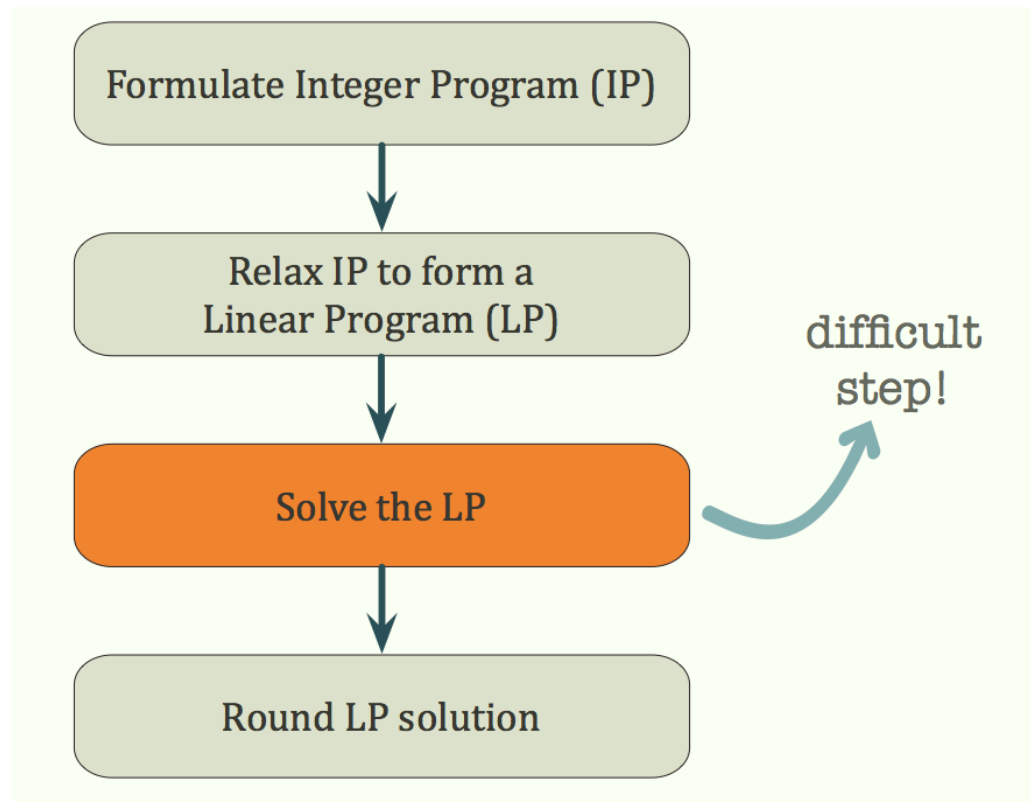 Formulate Integer Program (IP)
Relax IP to form a
Linear Program (LP)
difficult
step!
Solve the LP
Round LP solution